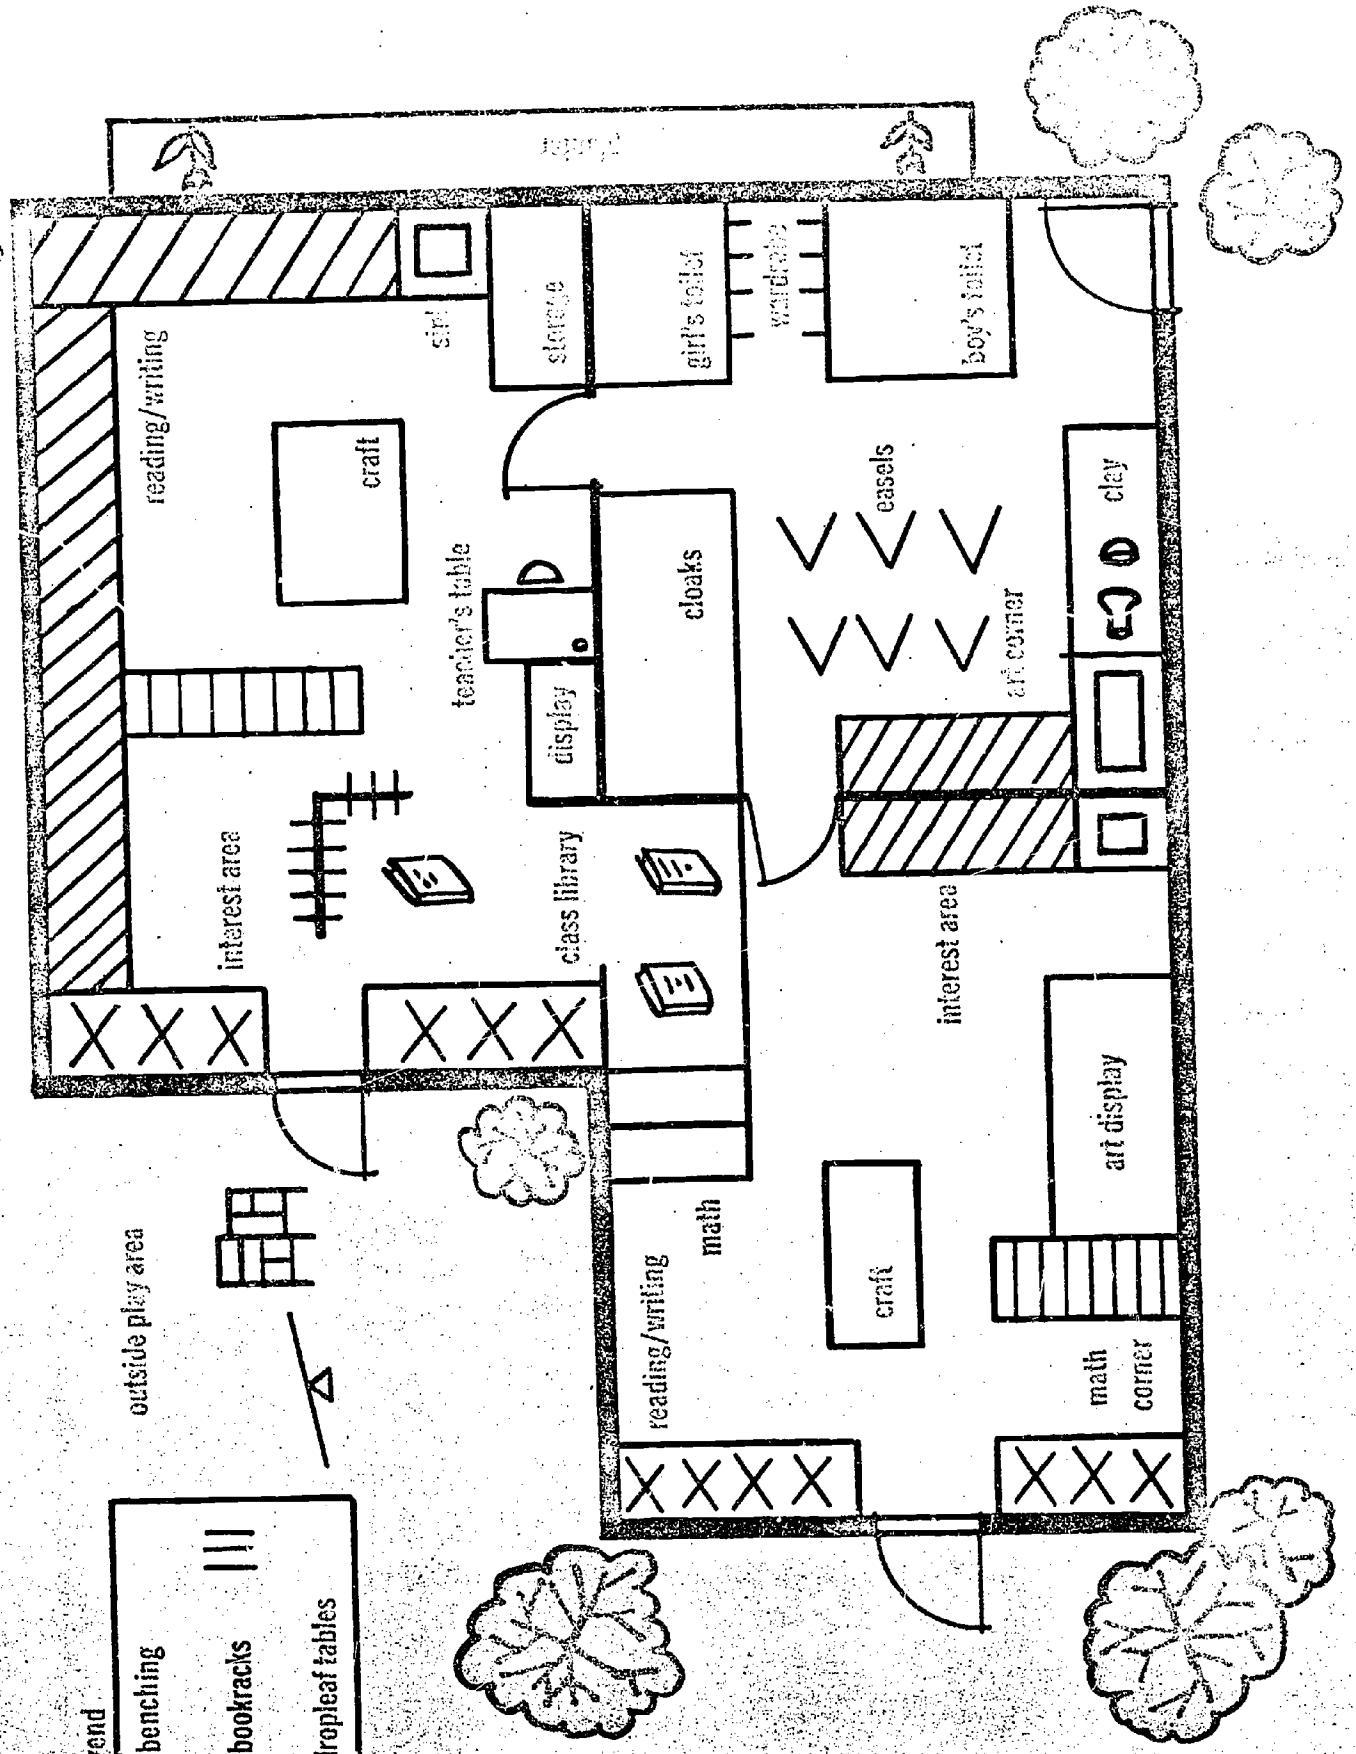 benching
outside play area
reading/writing
bookracks
interest area
tables
craft
teacher's table
display
class library
storage
reading/writing
math
cloaks
girl's toilet
wardrobe
craft
easels
interest area
boy's toilet
art corner
math
corner
art display
clay